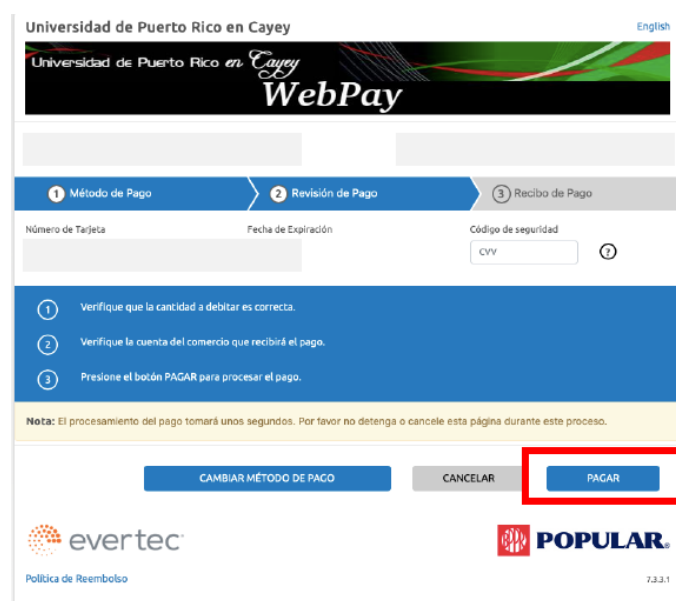 Universidad de Puerto Rico en Cayey
English
Universidad de Puerto Rico en Cayey
WebPay
1 Método de Pago
2 Revisión de Pago
3 Recibo de Pago
Número de Tarjeta
Fecha de Expiración
Código de seguridad
CVV
?
1 Verifique que la cantidad a debitar es correcta.
2 Verifique la cuenta del comercio que recibirá el pago.
3 Presione el botón PAGAR para procesar el pago.
Nota: El procesamiento del pago tomará unos segundos. Por favor no detenga o cancele esta página durante este proceso.
CAMBIAR MÉTODO DE PAGO
CANCELAR
PAGAR
evertec
POPULAR®
Política de Reembolso
7.3.3.1